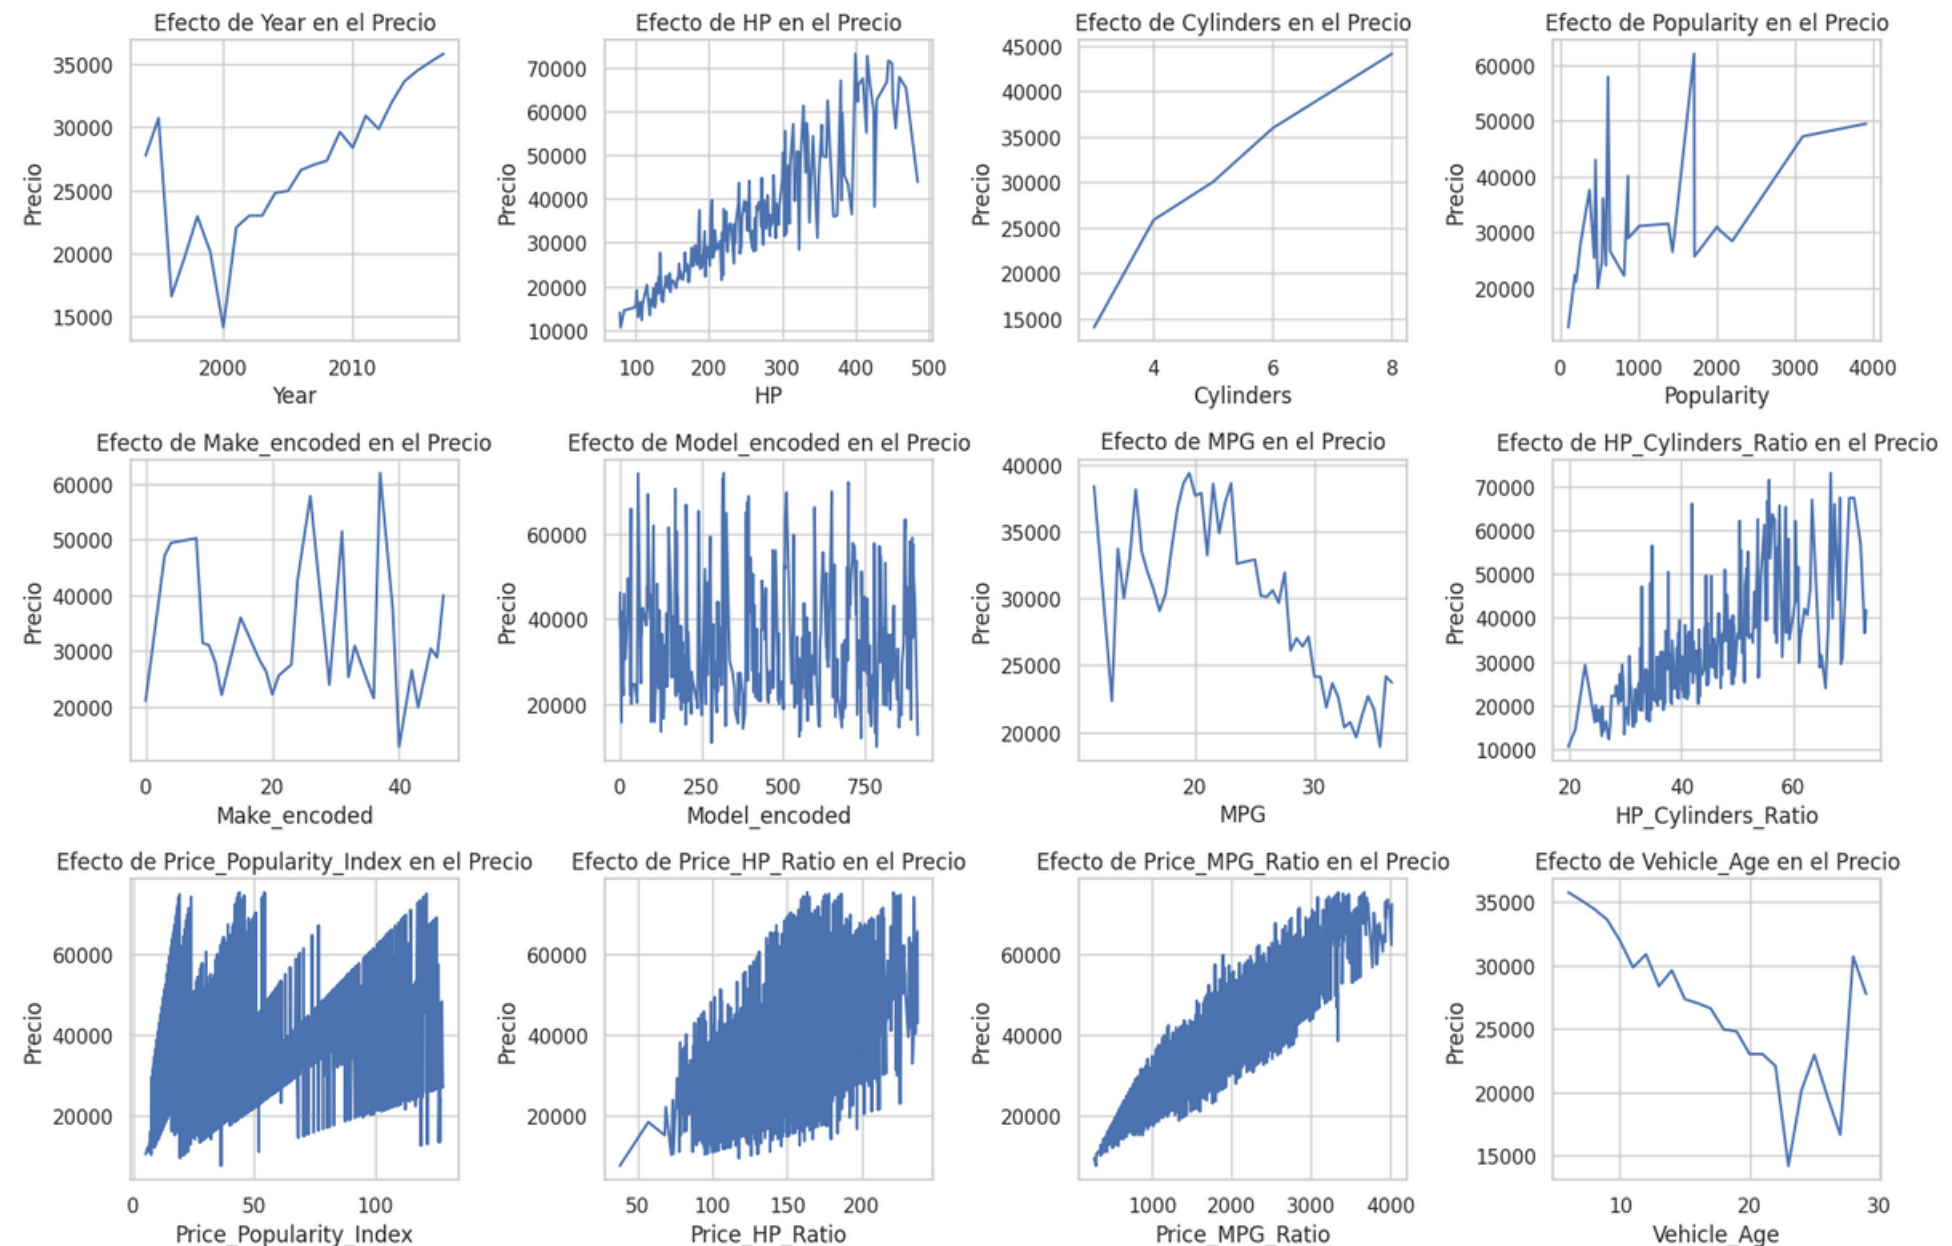 Efecto de Year en el Precio
Precio
35000
30000
25000
20000
15000
2000
2010
Year
Efecto de HP en el Precio
Precio
70000
60000
50000
40000
30000
20000
10000
100
200
300
400
500
HP
Efecto de Cylinders en el Precio
Precio
45000
40000
35000
30000
25000
20000
15000
4
6
8
Cylinders
Efecto de Popularity en el Precio
Precio
60000
50000
40000
30000
20000
0
1000
2000
3000
4000
Popularity
Efecto de Make_encoded en el Precio
Precio
60000
50000
40000
30000
20000
0
20
40
Make_encoded
Efecto de Model_encoded en el Precio
Precio
60000
40000
20000
0
250
500
750
Model_encoded
Efecto de MPG en el Precio
Precio
40000
35000
30000
25000
20000
20
30
MPG
Efecto de HP_Cylinders_Ratio en el Precio
Precio
70000
60000
50000
40000
30000
20000
10000
20
40
60
HP_Cylinders_Ratio
Efecto de Price_Popularity_Index en el Precio
Precio
60000
40000
20000
0
50
100
Price_Popularity_Index
Efecto de Price_HP_Ratio en el Precio
Precio
60000
40000
20000
50
100
150
200
Price_HP_Ratio
Efecto de Price_MPG_Ratio en el Precio
Precio
60000
40000
20000
1000
2000
3000
4000
Price_MPG_Ratio
Efecto de Vehicle_Age en el Precio
Precio
35000
30000
25000
20000
15000
10
20
30
Vehicle_Age